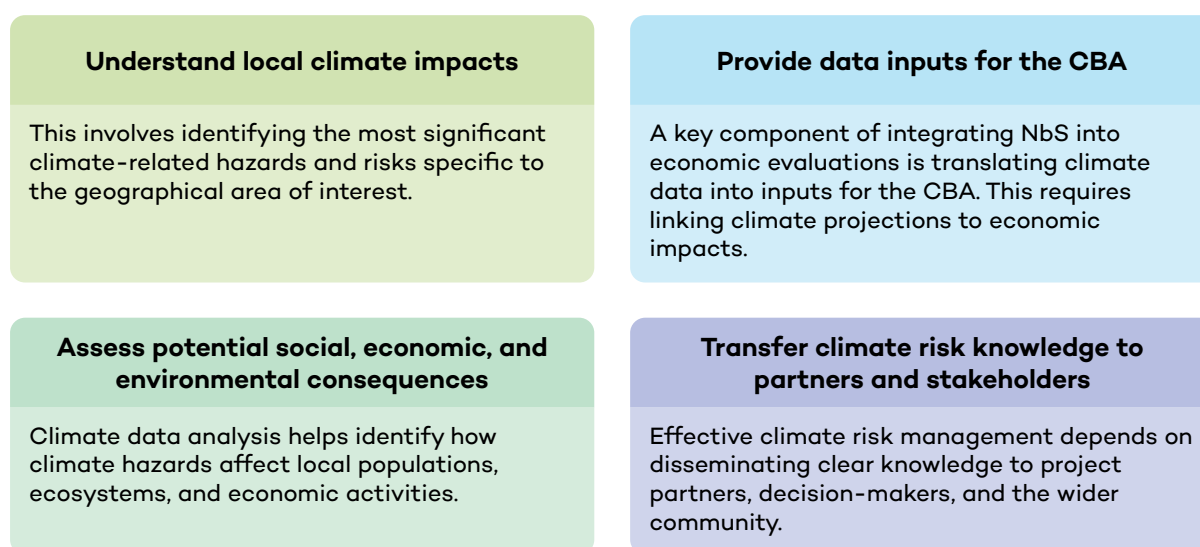 Understand local climate impacts
This involves identifying the most significant
climate-related hazards and risks specific to
the geographical area of interest.
Provide data inputs for the CBA
A key component of integrating NbS into
economic evaluations is translating climate
data into inputs for the CBA. This requires
linking climate projections to economic
impacts.
Assess potential social, economic, and
environmental consequences
Climate data analysis helps identify how
climate hazards affect local populations,
ecosystems, and economic activities.
Transfer climate risk knowledge to
partners and stakeholders
Effective climate risk management depends on
disseminating clear knowledge to project
partners, decision-makers, and the wider
community.